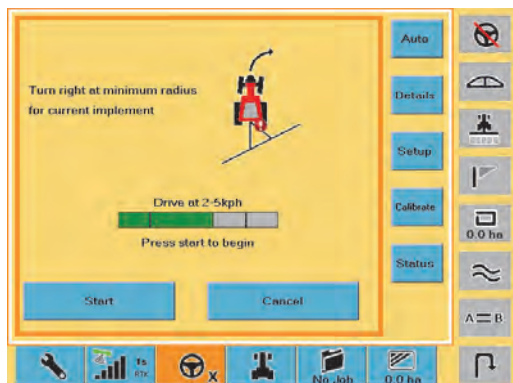 Auto
Turn right at minimum radius
for current implement
Details
Setup
Drive at 2-5kph
Calibrate
0.0 ha
Press start to begin
Status
Start
Cancel
A=B
1s
RTK
X
No Job
0.0 ha